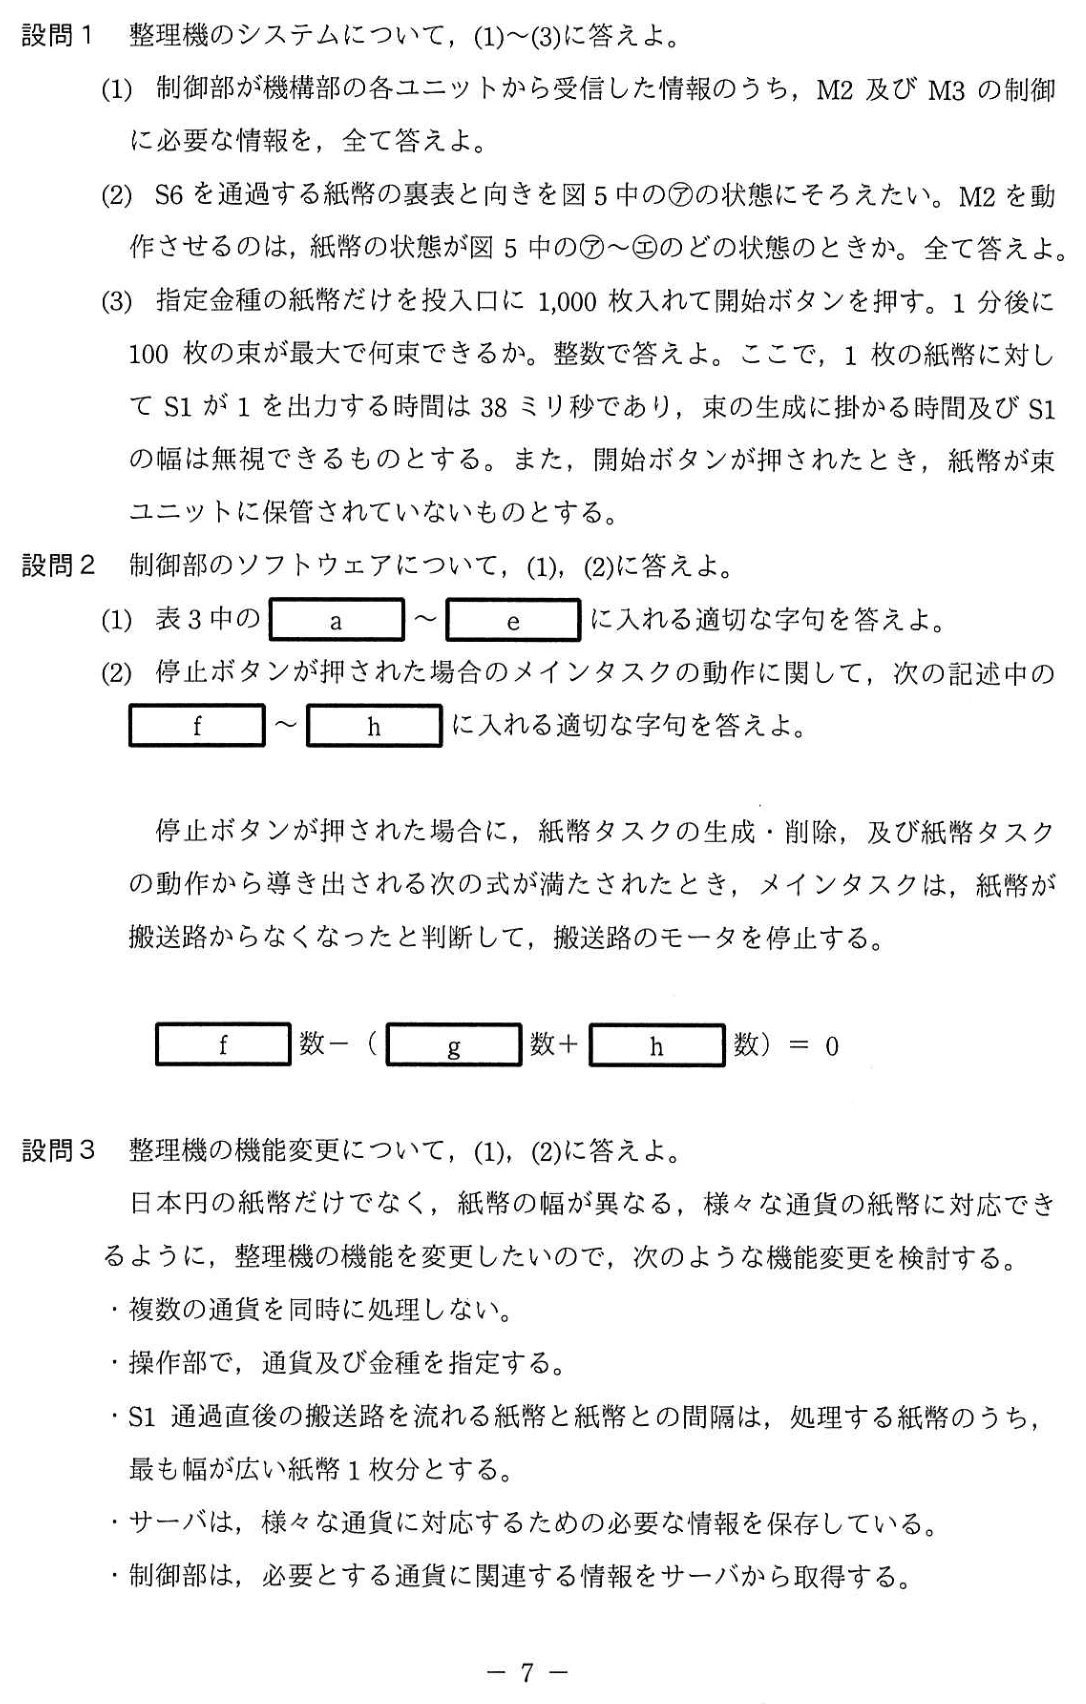 設問1　整理機のシステムについて，(1)～(3)に答えよ。
(1)　制御部が機構部の各ユニットから受信した情報のうち，M2 及び M3 の制御
に必要な情報を，全て答えよ。
(2)　S6 を通過する紙幣の裏表と向きを図 5 中の㋐の状態にそろえたい。M2 を動
作させるのは，紙幣の状態が図 5 中の㋐～㋓のどの状態のときか。全て答えよ。
(3)　指定金種の紙幣だけを投入口に 1,000 枚入れて開始ボタンを押す。1 分後に
100 枚の束が最大で何束できるか。整数で答えよ。ここで，1 枚の紙幣に対し
て S1 が 1 を出力する時間は 38 ミリ秒であり，束の生成に掛かる時間及び S1
の幅は無視できるものとする。また，開始ボタンが押されたとき，紙幣が束
ユニットに保管されていないものとする。
設問2　制御部のソフトウェアについて，(1)，(2)に答えよ。
(1)　表 3 中の a ～ e に入れる適切な字句を答えよ。
(2)　停止ボタンが押された場合のメインタスクの動作に関して，次の記述中の
f ～ h に入れる適切な字句を答えよ。
停止ボタンが押された場合に，紙幣タスクの生成・削除，及び紙幣タスク
の動作から導き出される次の式が満たされたとき，メインタスクは，紙幣が
搬送路からなくなったと判断して，搬送路のモータを停止する。
f 数－（ g 数＋ h 数）＝ 0
設問3　整理機の機能変更について，(1)，(2)に答えよ。
日本円の紙幣だけでなく，紙幣の幅が異なる，様々な通貨の紙幣に対応でき
るように，整理機の機能を変更したいので，次のような機能変更を検討する。
・複数の通貨を同時に処理しない。
・操作部で，通貨及び金種を指定する。
・S1 通過直後の搬送路を流れる紙幣と紙幣との間隔は，処理する紙幣のうち，
最も幅が広い紙幣 1 枚分とする。
・サーバは，様々な通貨に対応するための必要な情報を保存している。
・制御部は，必要とする通貨に関連する情報をサーバから取得する。
－ 7 －